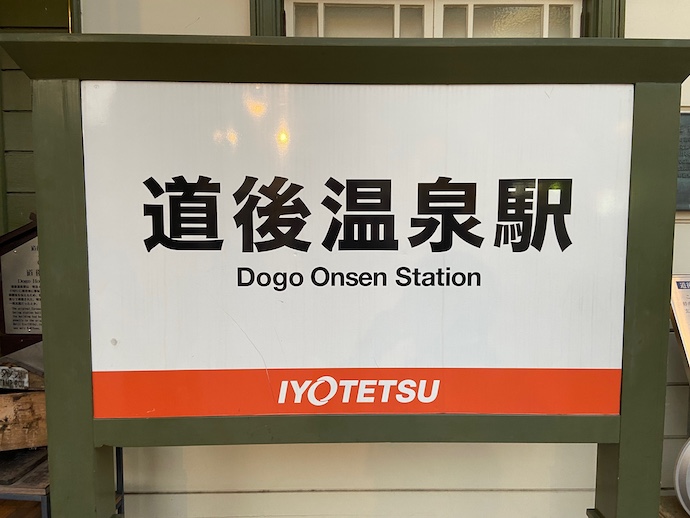 道後温泉駅
Dogo Onsen Station
IYOTETSU